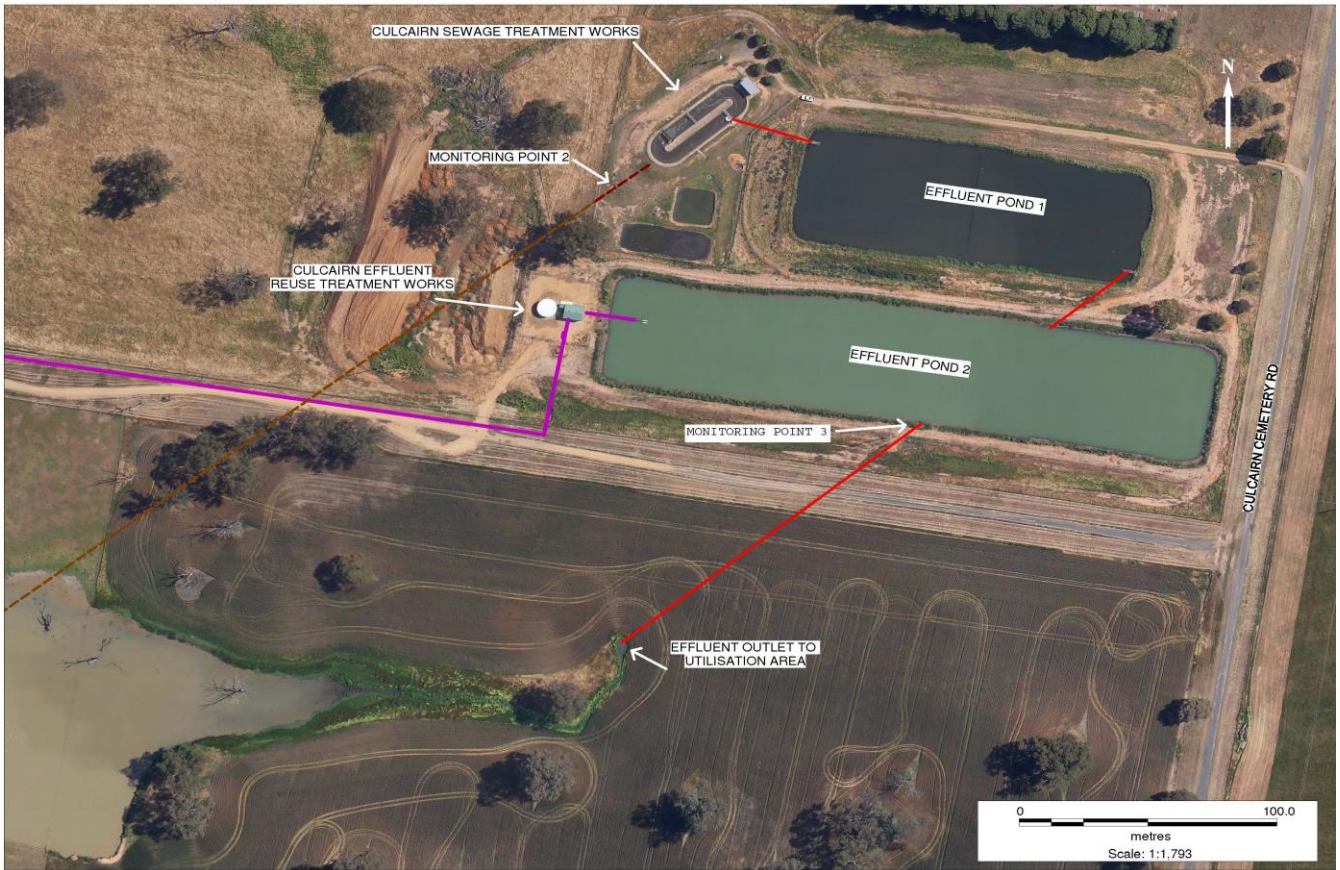 CULCAIRN SEWAGE TREATMENT WORKS
N
MONITORING POINT 2
EFFLUENT POND 1
CULCAIRN EFFLUENT
REUSE TREATMENT WORKS
EFFLUENT POND 2
MONITORING POINT 3
CULCAIRN CEMETERY RD
EFFLUENT OUTLET TO
UTILISATION AREA
0 100.0
metres
Scale: 1:1,793